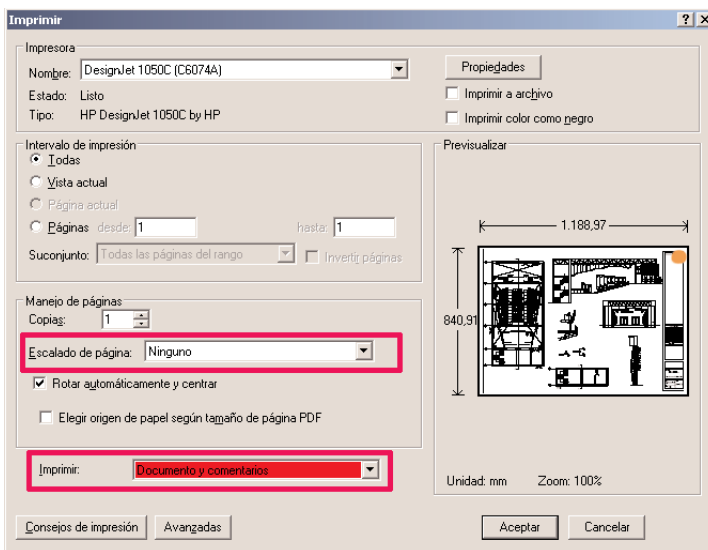 Imprimir
Impresora
Nombre: DesignJet 1050C (C6074A)
Propiedades
Estado: Listo
Imprimir a archivo
Tipo: HP DesignJet 1050C by HP
Imprimir color como negro
Intervalo de impresión
Todas
Vista actual
Página actual
Páginas desde: 1 hasta: 1
Suconjunto: Todas las páginas del rango
Invertir páginas
Manejo de páginas
Copias: 1
Escalado de página: Ninguno
Rotar automáticamente y centrar
Elegir origen de papel según tamaño de página PDF
Imprimir: Documento y comentarios
Previsualizar
1.188,97
840,91
Unidad: mm Zoom: 100%
Consejos de impresión
Avanzadas
Aceptar
Cancelar